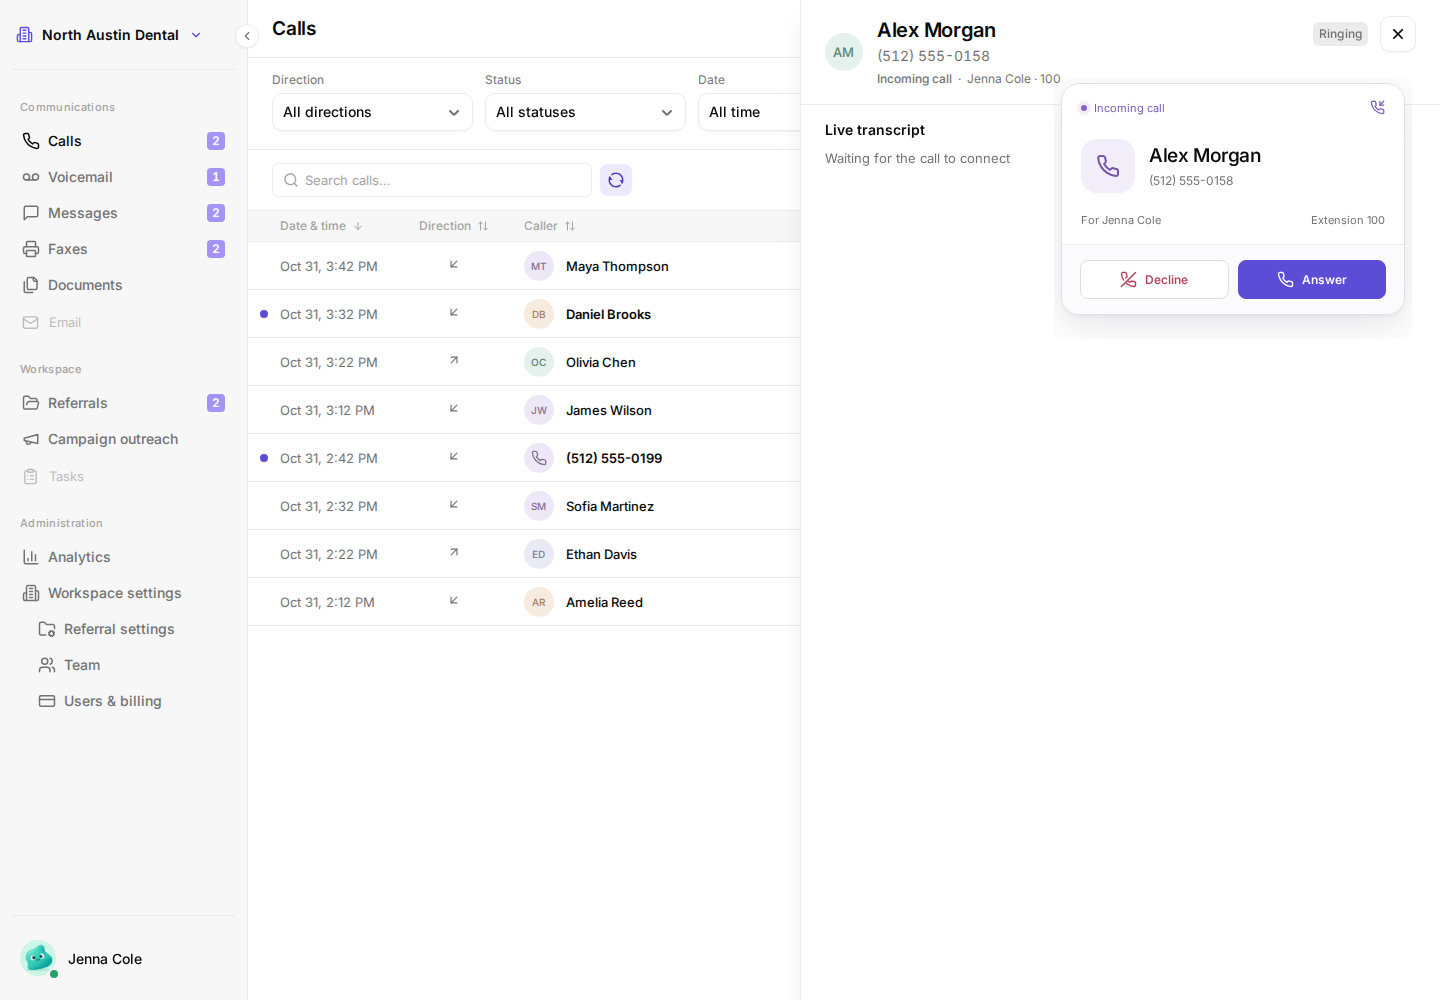 North Austin Dental
Communications
Calls 2
Voicemail 1
Messages 2
Faxes 2
Documents
Email
Workspace
Referrals 2
Campaign outreach
Tasks
Administration
Analytics
Workspace settings
Referral settings
Team
Users & billing
Jenna Cole
Calls
Direction Status Date
All directions All statuses All time
Search calls...
Date & time Direction Caller
Oct 31, 3:42 PM MT Maya Thompson
Oct 31, 3:32 PM DB Daniel Brooks
Oct 31, 3:22 PM OC Olivia Chen
Oct 31, 3:12 PM JW James Wilson
Oct 31, 2:42 PM (512) 555-0199
Oct 31, 2:32 PM SM Sofia Martinez
Oct 31, 2:22 PM ED Ethan Davis
Oct 31, 2:12 PM AR Amelia Reed
AM Alex Morgan Ringing
(512) 555-0158
Incoming call · Jenna Cole · 100
Live transcript
Waiting for the call to connect
Incoming call
Alex Morgan
(512) 555-0158
For Jenna Cole Extension 100
Decline Answer